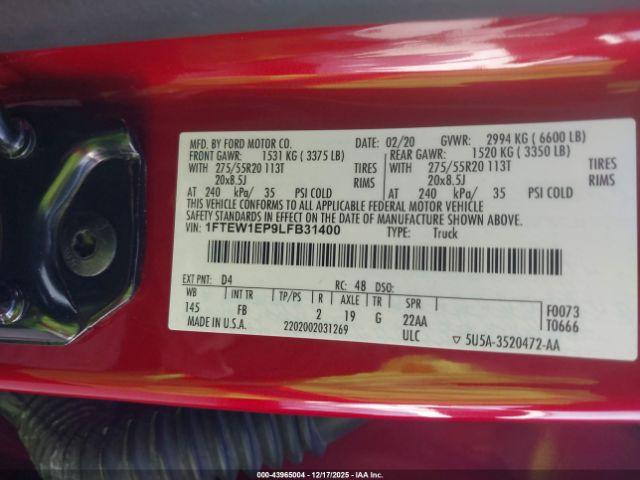 MFD. BY FORD MOTOR CO.
DATE: 02/20 GVWR: 2994 KG ( 6600 LB)
FRONT GAWR: 1531 KG ( 3375 LB) REAR GAWR: 1520 KG ( 3350 LB)
WITH 275/55R20 113T TIRES WITH 275/55R20 113T TIRES
20x8.5J RIMS 20x8.5J RIMS
AT 240 kPa/ 35 PSI COLD AT 240 kPa/ 35 PSI COLD
THIS VEHICLE CONFORMS TO ALL APPLICABLE FEDERAL MOTOR VEHICLE
SAFETY STANDARDS IN EFFECT ON THE DATE OF MANUFACTURE SHOWN ABOVE.
VIN: 1FTEW1EP9LFB31400 TYPE: Truck
EXT PNT: D4 RC: 48 DSO:
WB INT TR TP/PS R AXLE TR SPR
145 FB 2 19 G 22AA F0073
ULC T0666
MADE IN U.S.A. 2202002031269 5U5A-3520472-AA
000-43965004 | 12/17/2025 - IAA Inc.